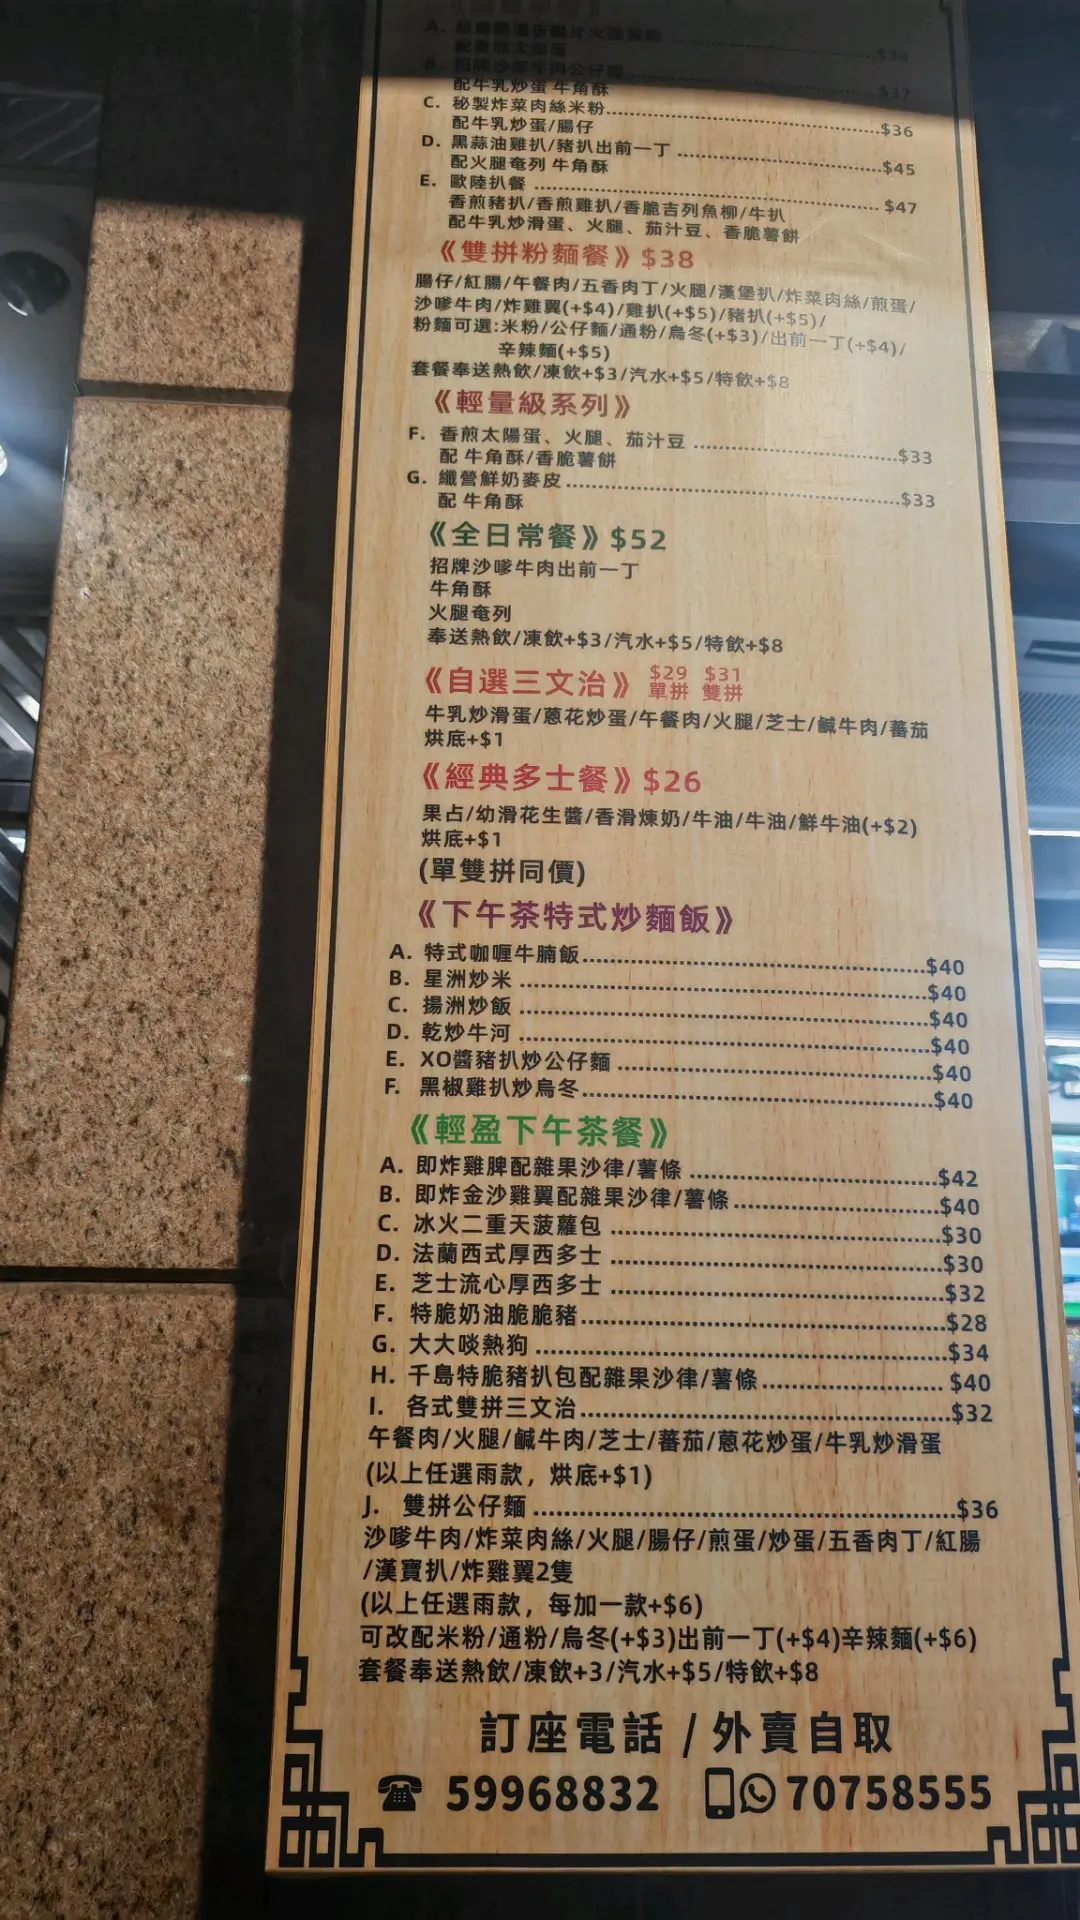 $34
配牛乳炒蛋 牛角酥
$37
C. 秘製炸菜肉絲米粉 $36
配牛乳炒蛋/腸仔
D. 黑蒜油雞扒/豬扒出前一丁 $45
配火腿奄列 牛角酥
E. 歐陸扒餐 $47
香煎豬扒/香煎雞扒/香脆吉列魚柳/牛扒
配牛乳炒滑蛋、火腿、茄汁豆、香脆薯餅
《雙拼粉麵餐》$38
腸仔/紅腸/午餐肉/五香肉丁/火腿/漢堡扒/炸菜肉絲/煎蛋/
沙嗲牛肉/炸雞翼(+$4)/雞扒(+$5)/豬扒(+$5)/
粉麵可選:米粉/公仔麵/通粉/烏冬(+$3)/出前一丁(+$4)/
辛辣麵(+$5)
套餐奉送熱飲/凍飲+$3/汽水+$5/特飲+$8
《輕量級系列》
F. 香煎太陽蛋、火腿、茄汁豆 $33
配 牛角酥/香脆薯餅
G. 纖營鮮奶麥皮 $33
配 牛角酥
《全日常餐》$52
招牌沙嗲牛肉出前一丁
牛角酥
火腿奄列
奉送熱飲/凍飲+$3/汽水+$5/特飲+$8
《自選三文治》 $29 單拼 $31 雙拼
牛乳炒滑蛋/蔥花炒蛋/午餐肉/火腿/芝士/鹹牛肉/蕃茄
烘底+$1
《經典多士餐》$26
果占/幼滑花生醬/香滑煉奶/牛油/牛油/鮮牛油(+$2)
烘底+$1
(單雙拼同價)
《下午茶特式炒麵飯》
A. 特式咖喱牛腩飯 $40
B. 星洲炒米 $40
C. 揚洲炒飯 $40
D. 乾炒牛河 $40
E. XO醬豬扒炒公仔麵 $40
F. 黑椒雞扒炒烏冬 $40
《輕盈下午茶餐》
A. 即炸雞脾配雜果沙律/薯條 $42
B. 即炸金沙雞翼配雜果沙律/薯條 $40
C. 冰火二重天菠蘿包 $30
D. 法蘭西式厚西多士 $30
E. 芝士流心厚西多士 $32
F. 特脆奶油脆脆豬 $28
G. 大大啖熱狗 $34
H. 千島特脆豬扒包配雜果沙律/薯條 $40
I. 各式雙拼三文治 $32
午餐肉/火腿/鹹牛肉/芝士/蕃茄/蔥花炒蛋/牛乳炒滑蛋
(以上任選雨款，烘底+$1)
J. 雙拼公仔麵 $36
沙嗲牛肉/炸菜肉絲/火腿/腸仔/煎蛋/炒蛋/五香肉丁/紅腸
/漢寶扒/炸雞翼2隻
(以上任選雨款，每加一款+$6)
可改配米粉/通粉/烏冬(+$3)出前一丁(+$4)辛辣麵(+$6)
套餐奉送熱飲/凍飲+3/汽水+$5/特飲+$8
訂座電話 / 外賣自取
59968832 70758555